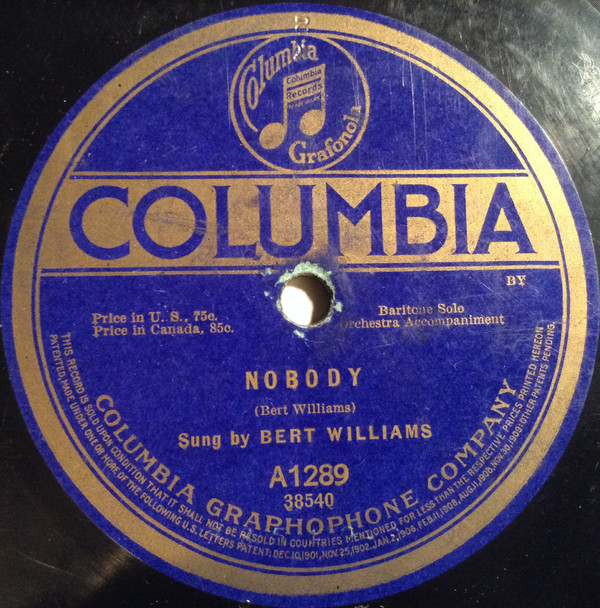 P
Columbia
Columbia
Records
Grafonola
COLUMBIA
BY
Price in U. S., 75c.
Price in Canada, 85c.
Baritone Solo
Orchestra Accompaniment
NOBODY
(Bert Williams)
Sung by BERT WILLIAMS
A1289
38540
COLUMBIA GRAPHOPHONE COMPANY
THIS RECORD IS SOLD UPON CONDITION THAT IT SHALL NOT BE RESOLD IN COUNTRIES MENTIONED FOR LESS THAN THE RESPECTIVE PRICES PRINTED HEREON
PATENTED, MADE UNDER ONE OR MORE OF THE FOLLOWING U.S. LETTERS PATENT: DEC.10,1901, NOV.25,1902. JAN.2,1906. FEB.11,1908, AUG.11,1908, NOV.30,1909. OTHER PATENTS PENDING.